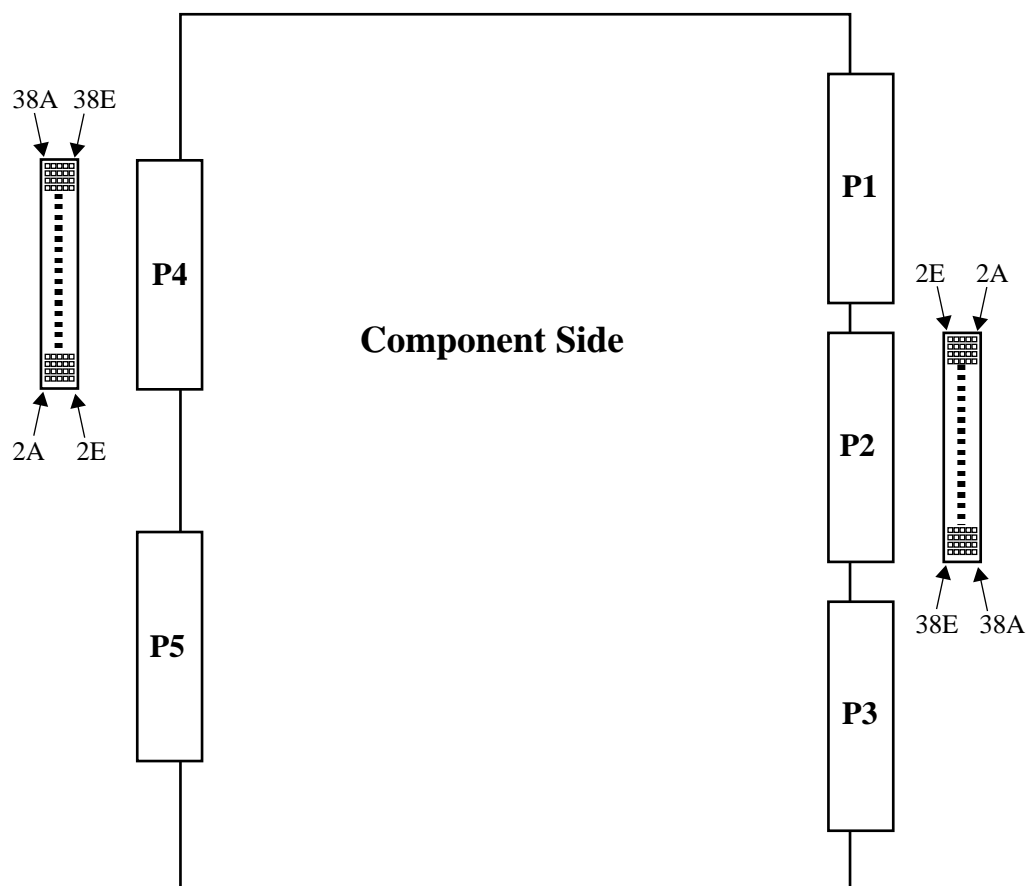 38A 38E
P1
P4
2E 2A
Component Side
2A 2E
P2
38E 38A
P5
P3